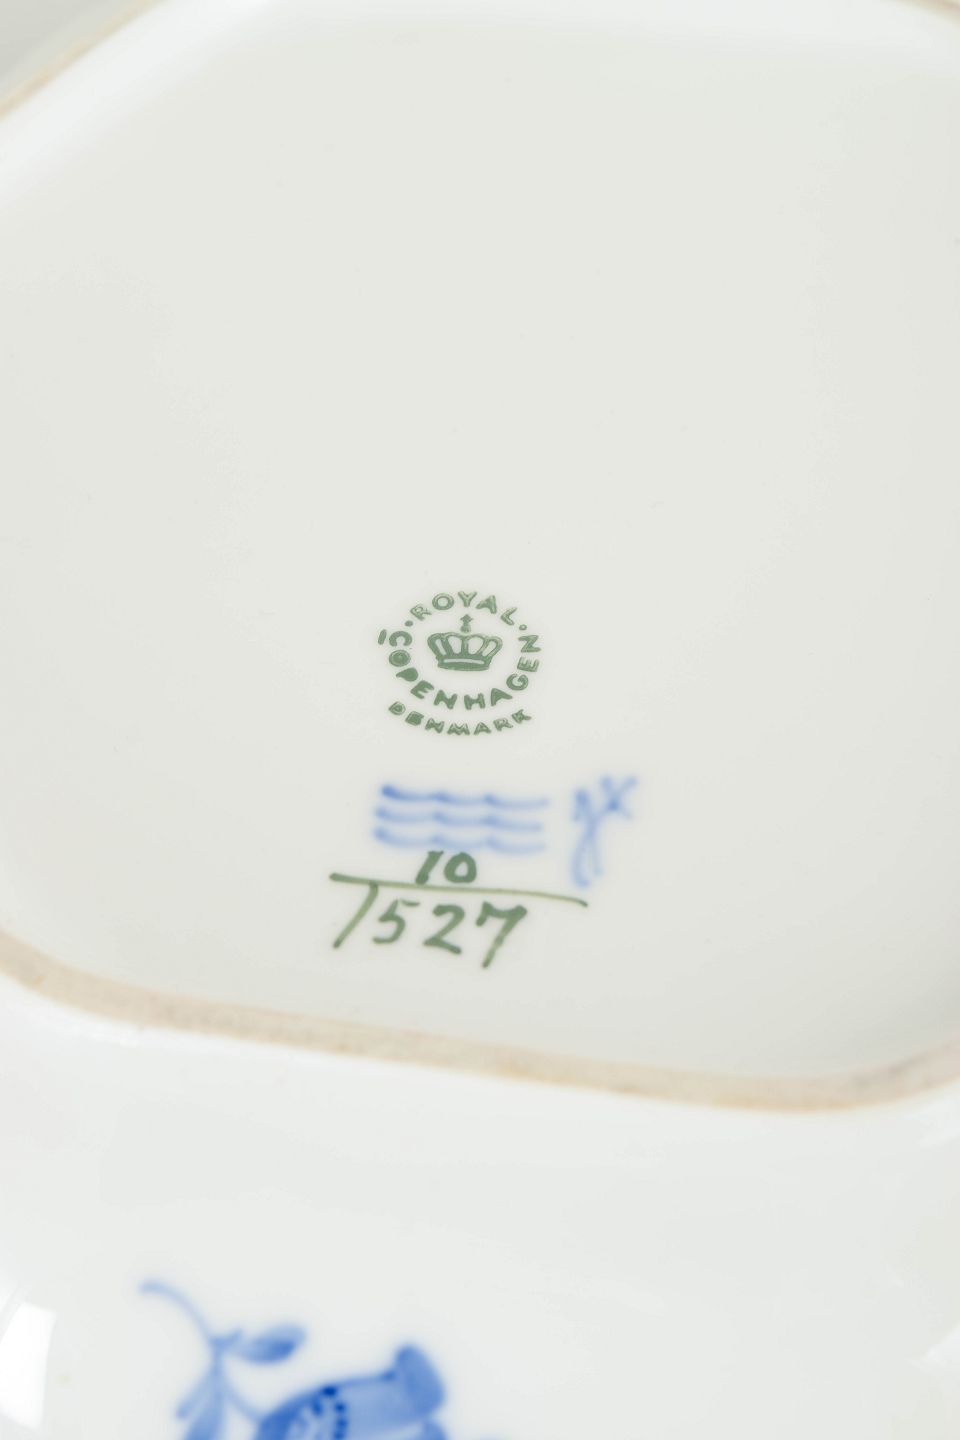 ROYAL
COPENHAGEN
DENMARK
10
1527